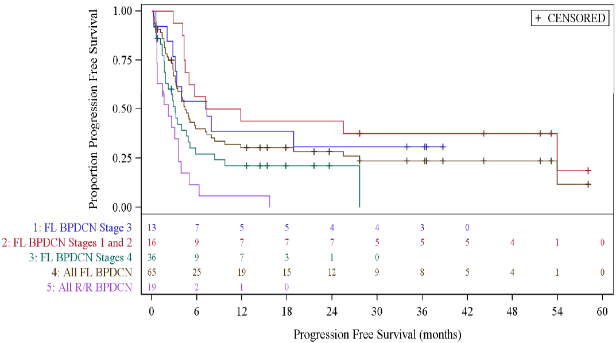 1.00
+ CENSORED
0.75
0.50
0.25
0.00
Proportion Progression Free Survival
1: FL BPDCN Stage 3 13 7 5 5 4 4 3 0
2: FL BPDCN Stages 1 and 2 16 9 7 7 7 5 5 5 4 1 0
3: FL BPDCN Stages 4 36 9 7 3 1 0
4: All FL BPDCN 65 25 19 15 12 9 8 5 4 1 0
5: All R/R BPDCN 19 2 1 0
0 6 12 18 24 30 36 42 48 54 60
Progression Free Survival (months)